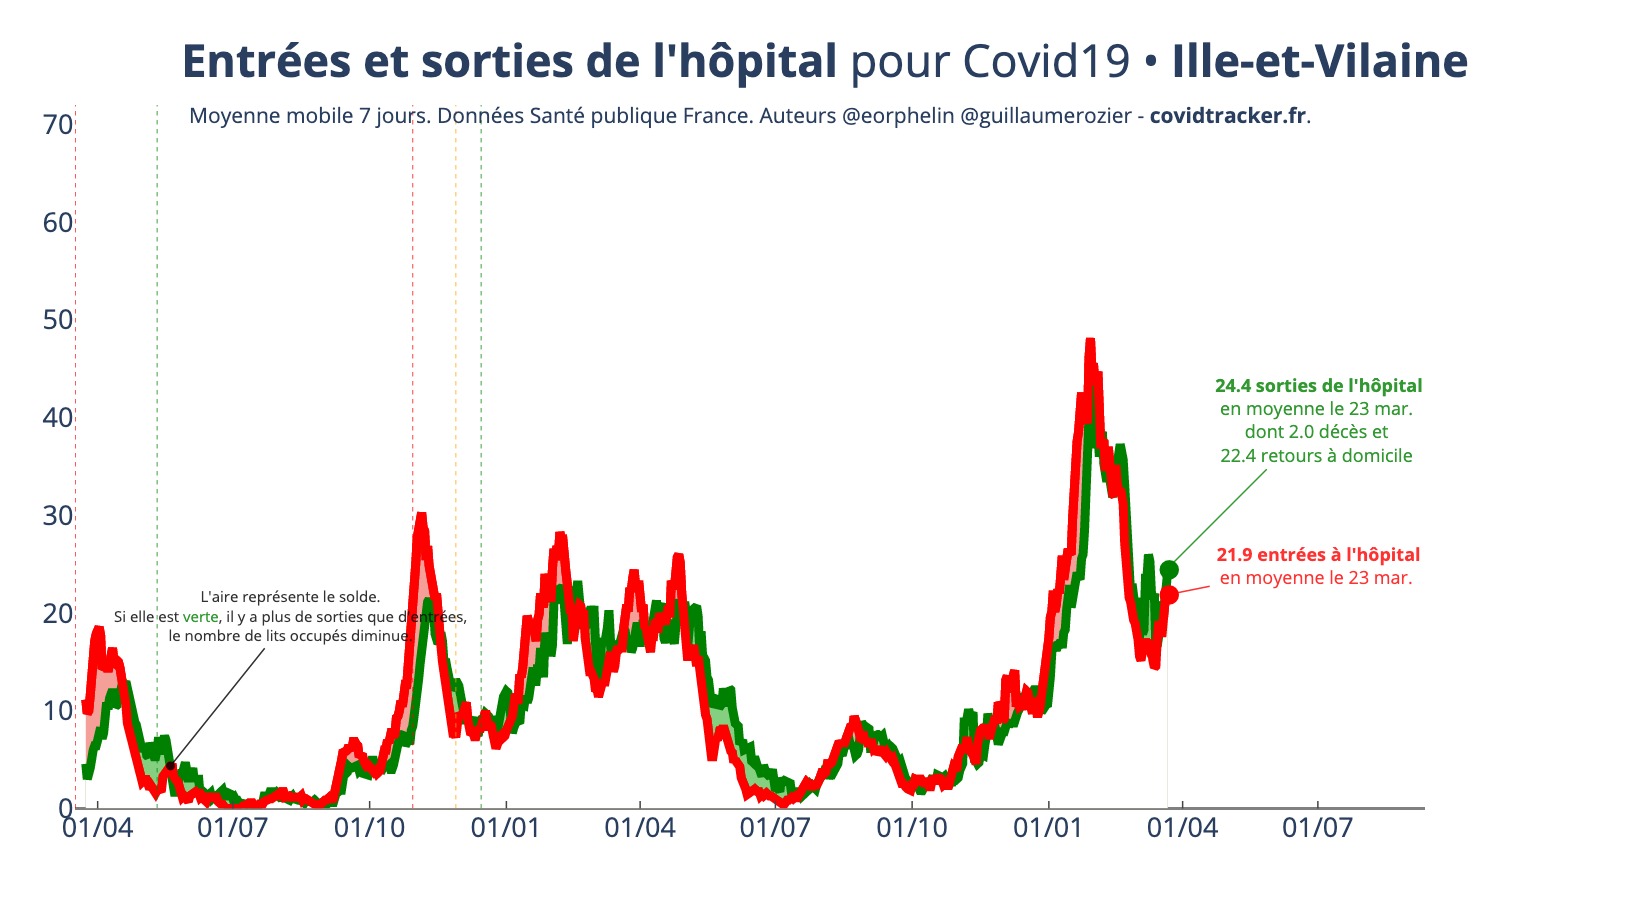 Entrées et sorties de l'hôpital pour Covid19 • Ille-et-Vilaine
Moyenne mobile 7 jours. Données Santé publique France. Auteurs @eorphelin @guillaumerozier - covidtracker.fr.
70
60
50
40
30
20
10
0
24.4 sorties de l'hôpital
en moyenne le 23 mar.
dont 2.0 décès et
22.4 retours à domicile
21.9 entrées à l'hôpital
en moyenne le 23 mar.
L'aire représente le solde.
Si elle est verte, il y a plus de sorties que d'entrées,
le nombre de lits occupés diminue.
01/04 01/07 01/10 01/01 01/04 01/07 01/10 01/01 01/04 01/07